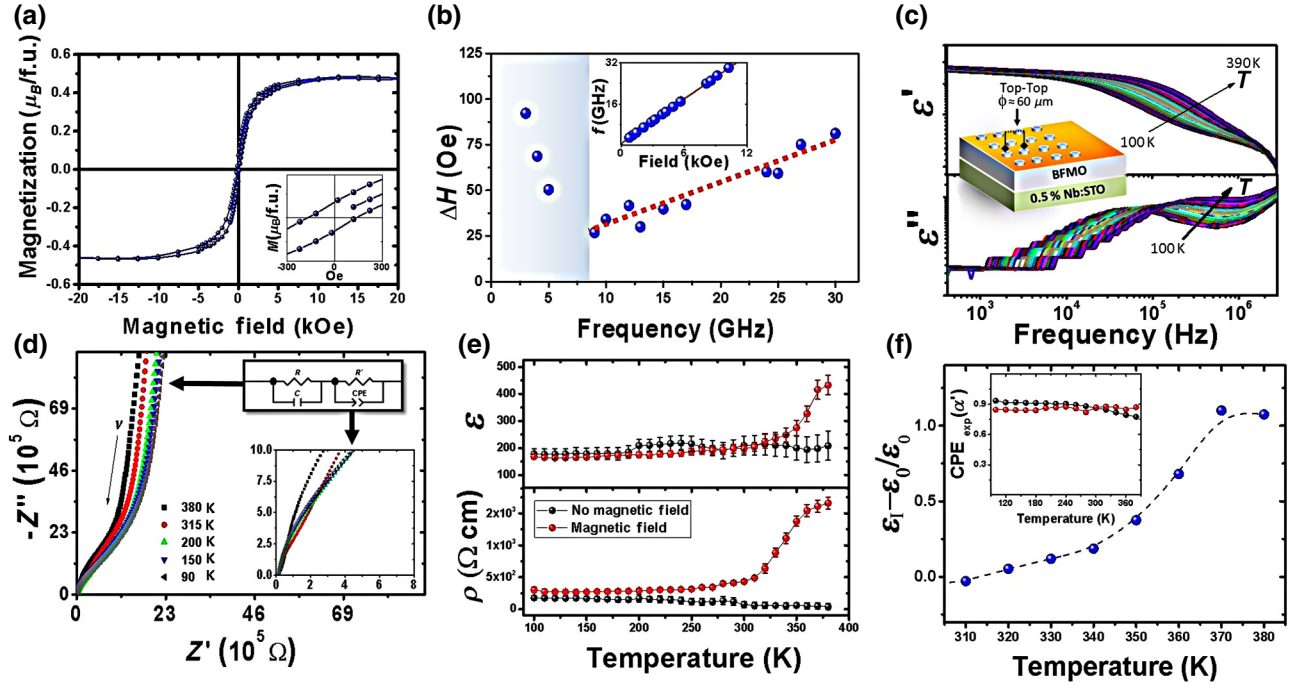 (a)
Magnetization (μB/f.u.)
0.6
0.4
0.2
0.0
-0.2
-0.4
-0.6
M(μB/f.u.)
-300 0 300
Oe
-20 -15 -10 -5 0 5 10 15 20
Magnetic field (kOe)
(b)
ΔH (Oe)
125
100
75
50
25
0
f (GHz)
32
16
0 6 12
Field (kOe)
0 5 10 15 20 25 30
Frequency (GHz)
(c)
ε'
ε''
390 K
T
Top-Top
ϕ≈60 μm
100 K
BFMO
0.5 % Nb:STO
T
100 K
10³ 10⁴ 10⁵ 10⁶
Frequency (Hz)
(d)
-Z'' (10⁵ Ω)
69
46
23
0
ν
R R'
C CPE
380 K
315 K
200 K
150 K
90 K
10.0
7.5
5.0
2.5
0.0
0 2 4 6 8
23 46 69
Z' (10⁵ Ω)
(e)
ε
500
400
300
200
100
ρ (Ω cm)
2x10³
1x10³
5x10²
0
No magnetic field
Magnetic field
100 150 200 250 300 350 400
Temperature (K)
(f)
εI–ε0/ε0
1.0
0.5
0.0
CPE exp(α')
1.2
0.9
0.6
0.3
120 180 240 300 360
Temperature (K)
310 320 330 340 350 360 370 380
Temperature (K)